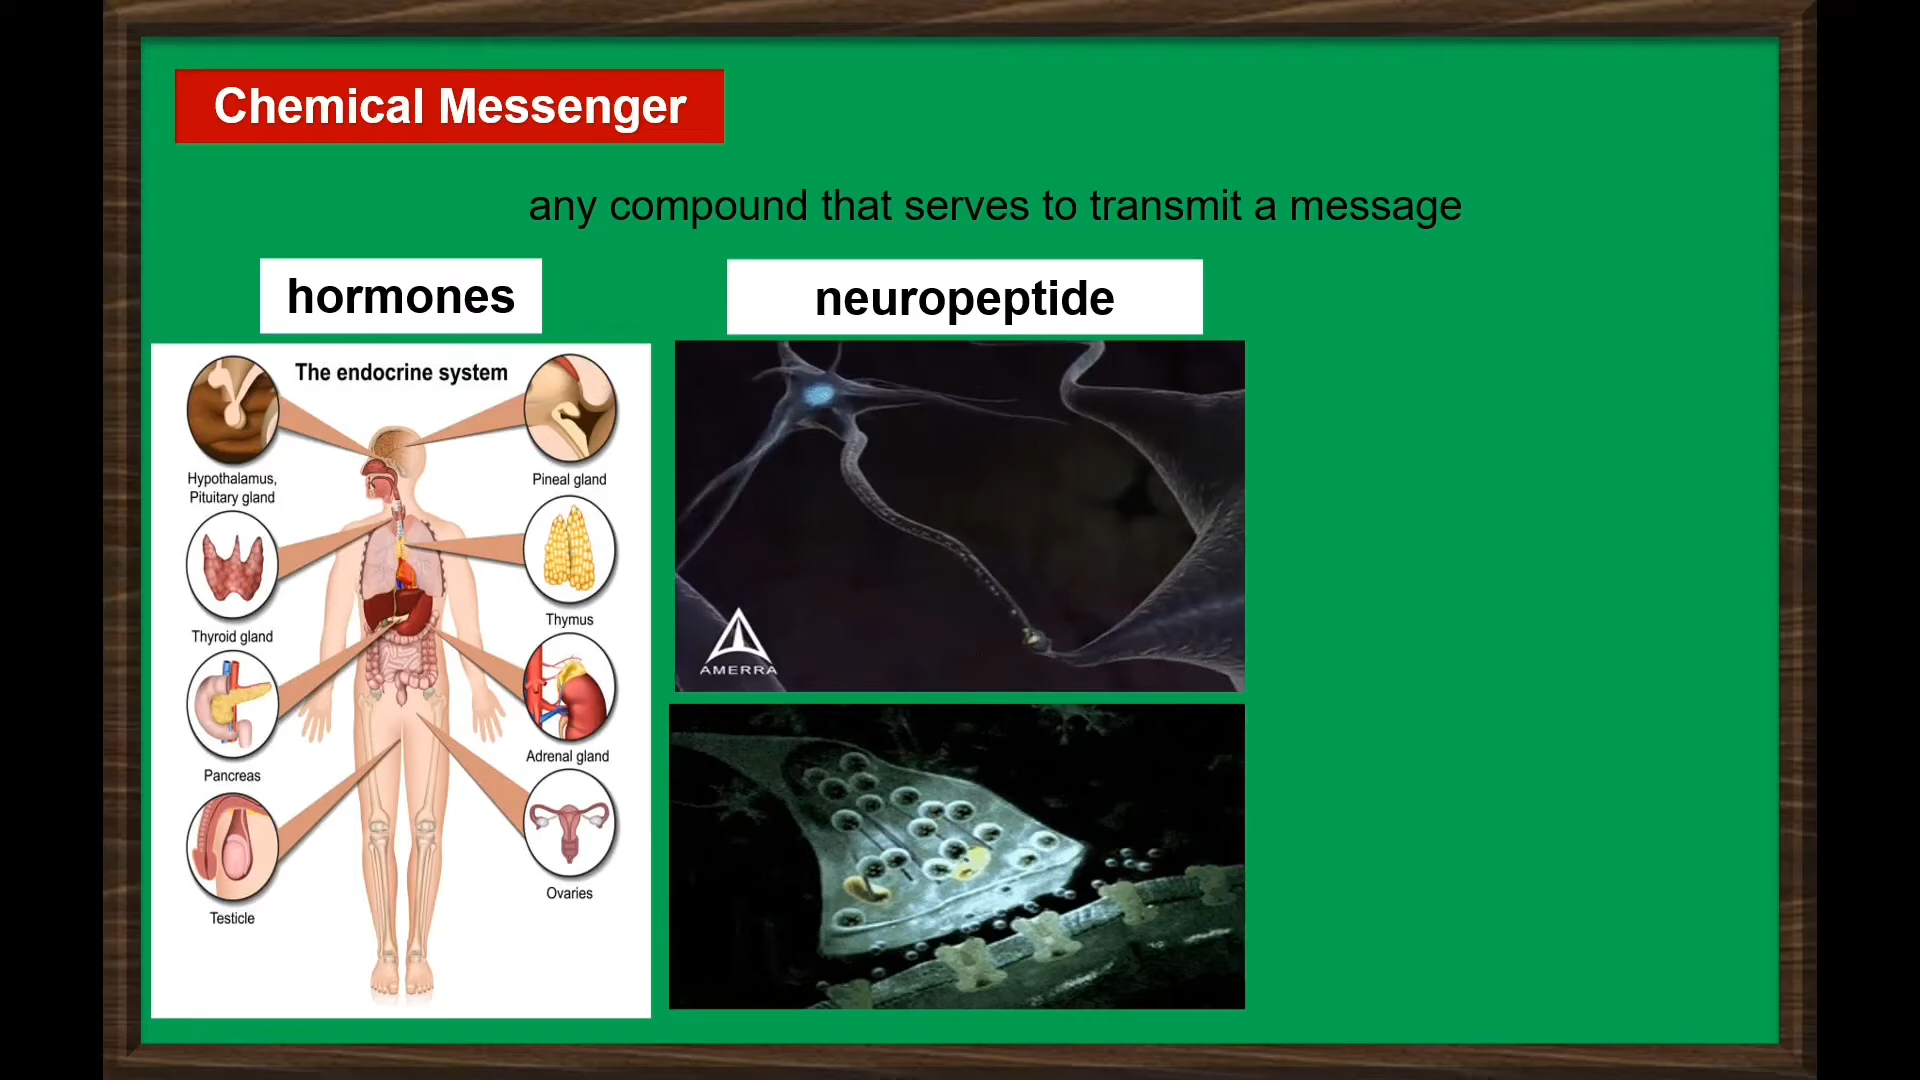 Chemical Messenger
any compound that serves to transmit a message
hormones
neuropeptide
The endocrine system
Hypothalamus,
Pituitary gland
Pineal gland
Thyroid gland
Thymus
Pancreas
Adrenal gland
Testicle
Ovaries
AMERRA